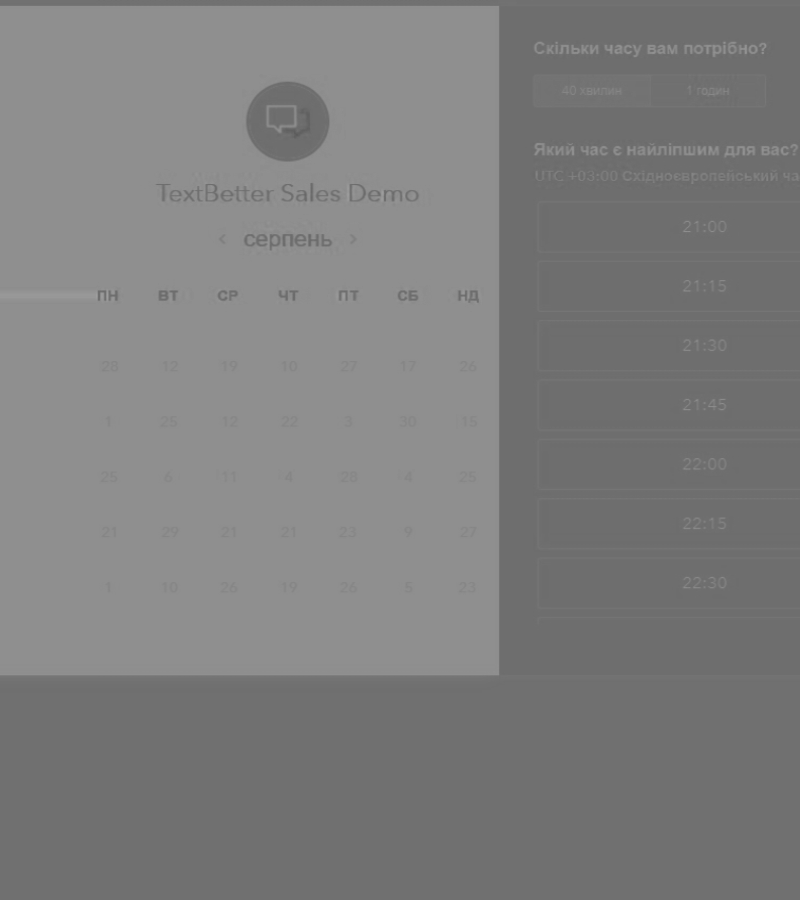 TextBetter Sales Demo
< серпень >
ПН ВТ СР ЧТ ПТ СБ НД
28 12 19 10 27 17 26
1 25 12 22 3 30 15
25 6 11 4 28 4 25
21 29 21 21 23 9 27
1 10 26 19 26 5 23
Скільки часу вам потрібно?
40 хвилин 1 годин
Який час є найліпшим для вас?
UTC +03:00 Східноєвропейський ча
21:00
21:15
21:30
21:45
22:00
22:15
22:30